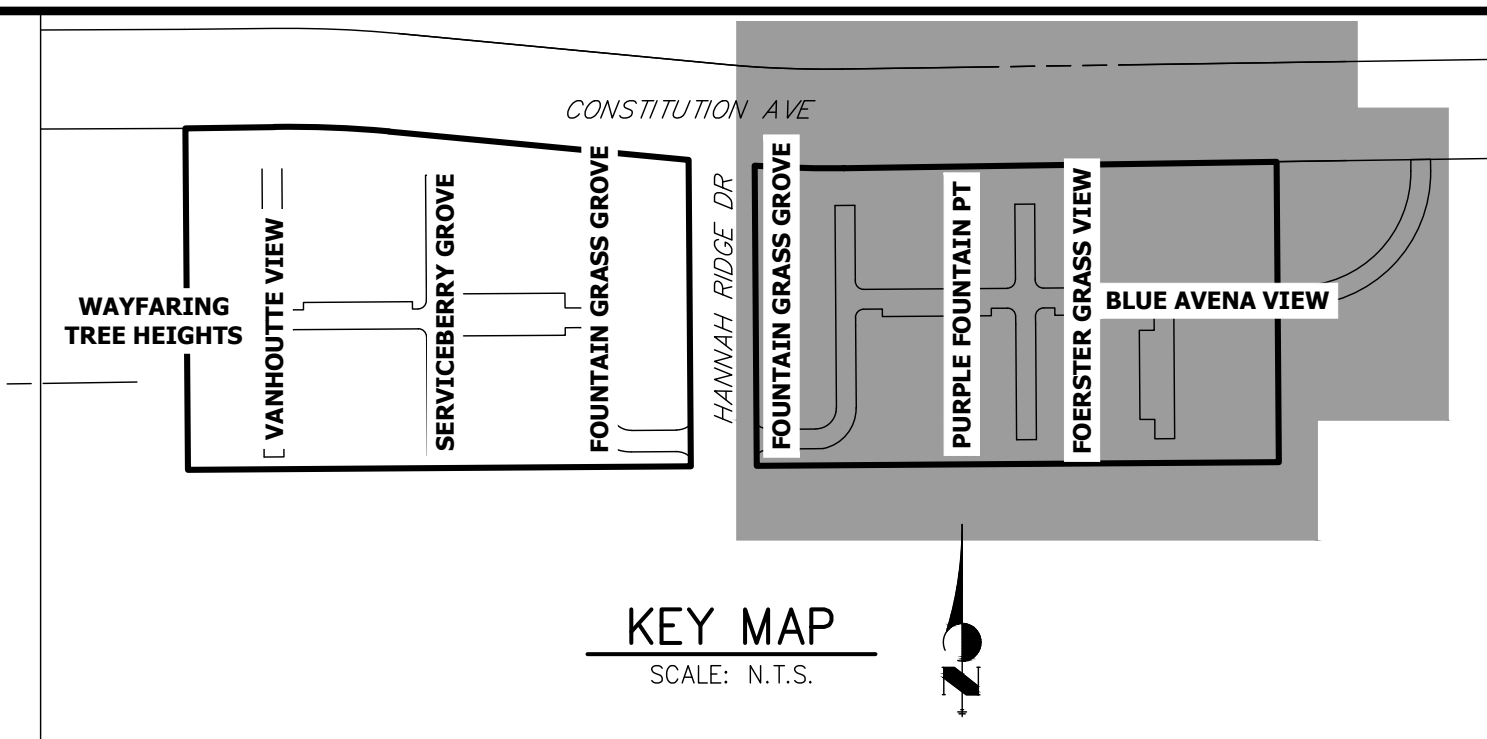 CONSTITUTION AVE
WAYFARING
TREE HEIGHTS
VANHOUTTE VIEW
SERVICEBERRY GROVE
FOUNTAIN GRASS GROVE
HANNAH RIDGE DR
FOUNTAIN GRASS GROVE
PURPLE FOUNTAIN PT
FOERSTER GRASS VIEW
BLUE AVENA VIEW
KEY MAP
SCALE: N.T.S.
N